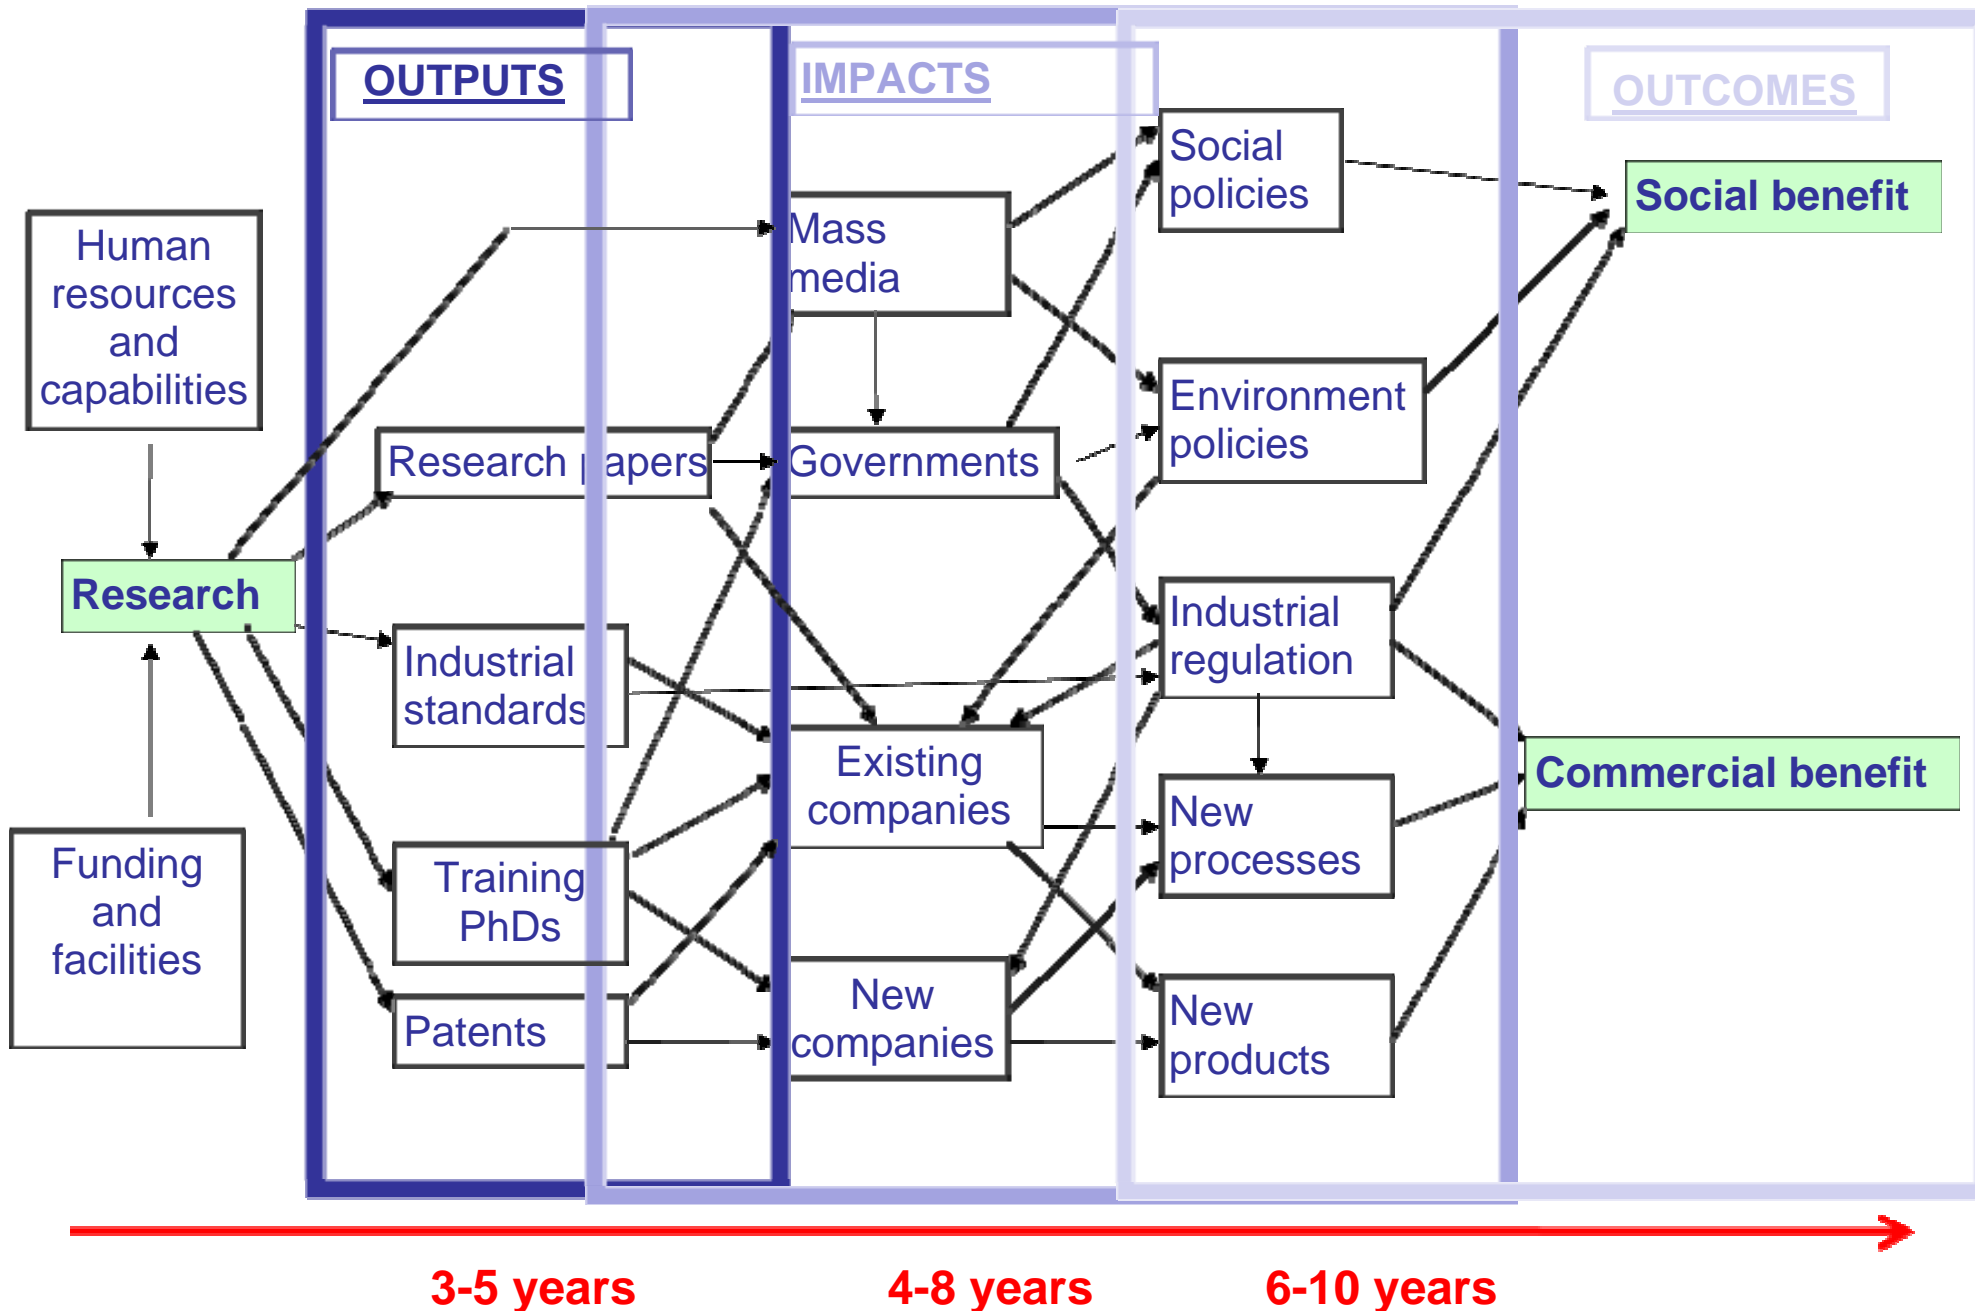 OUTPUTS
IMPACTS
OUTCOMES
Human
resources
and
capabilities
Research
Funding
and
facilities
Research papers
Industrial
standards
Training
PhDs
Patents
Mass
media
Governments
Existing
companies
New
companies
Social
policies
Environment
policies
Industrial
regulation
New
processes
New
products
Social benefit
Commercial benefit
3-5 years
4-8 years
6-10 years